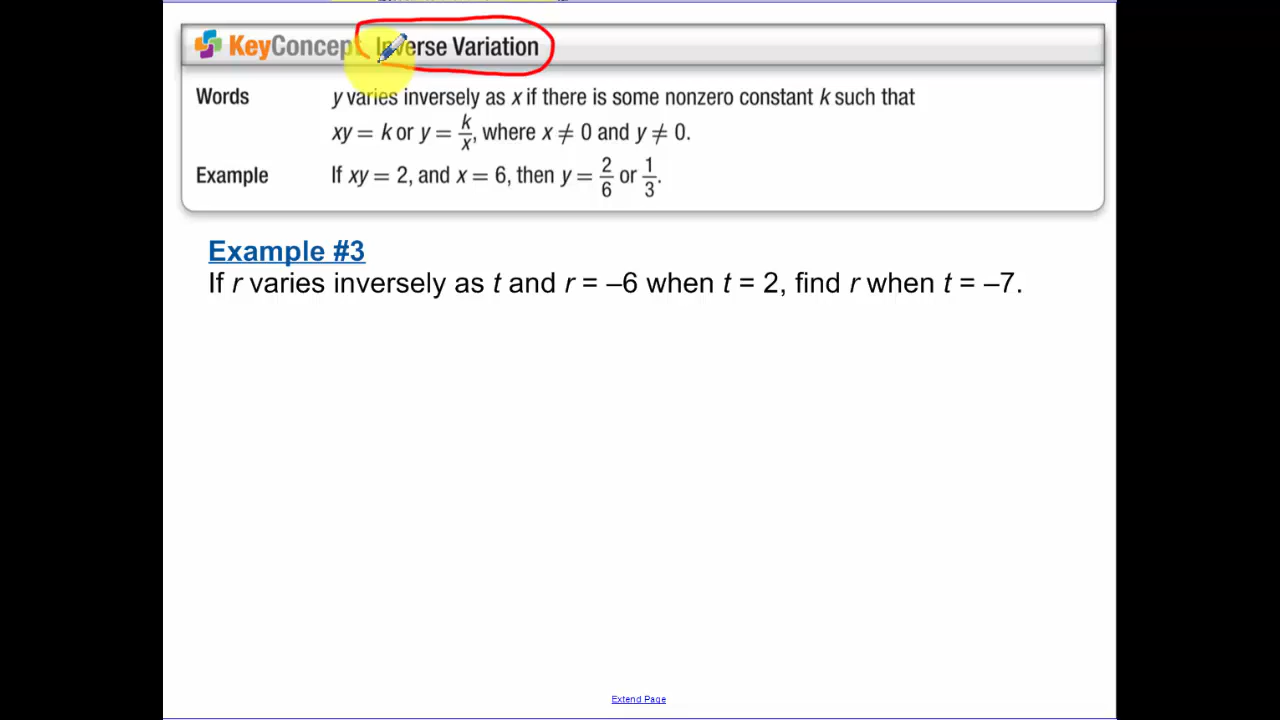 KeyConcept Inverse Variation
Words y varies inversely as x if there is some nonzero constant k such that
xy = k or y = k/x, where x ≠ 0 and y ≠ 0.
Example If xy = 2, and x = 6, then y = 2/6 or 1/3.
Example #3
If r varies inversely as t and r = –6 when t = 2, find r when t = –7.
Extend Page